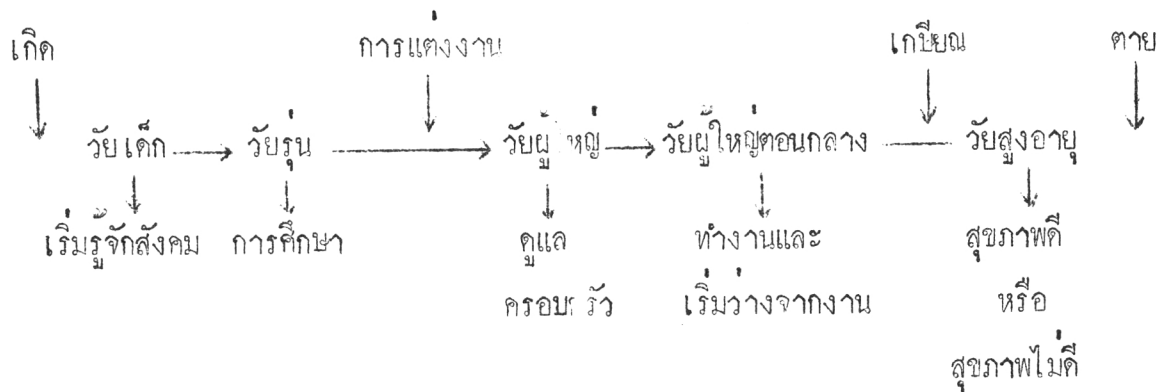 เกิด การแต่งงาน เกษียณ ตาย
วัยเด็ก วัยรุ่น วัยผู้ใหญ่ วัยผู้ใหญ่ตอนกลาง วัยสูงอายุ
เริ่มรู้จักสังคม การศึกษา ดูแล ทำงานและ สุขภาพดี
ครอบครัว เริ่มว่างจากงาน หรือ
สุขภาพไม่ดี